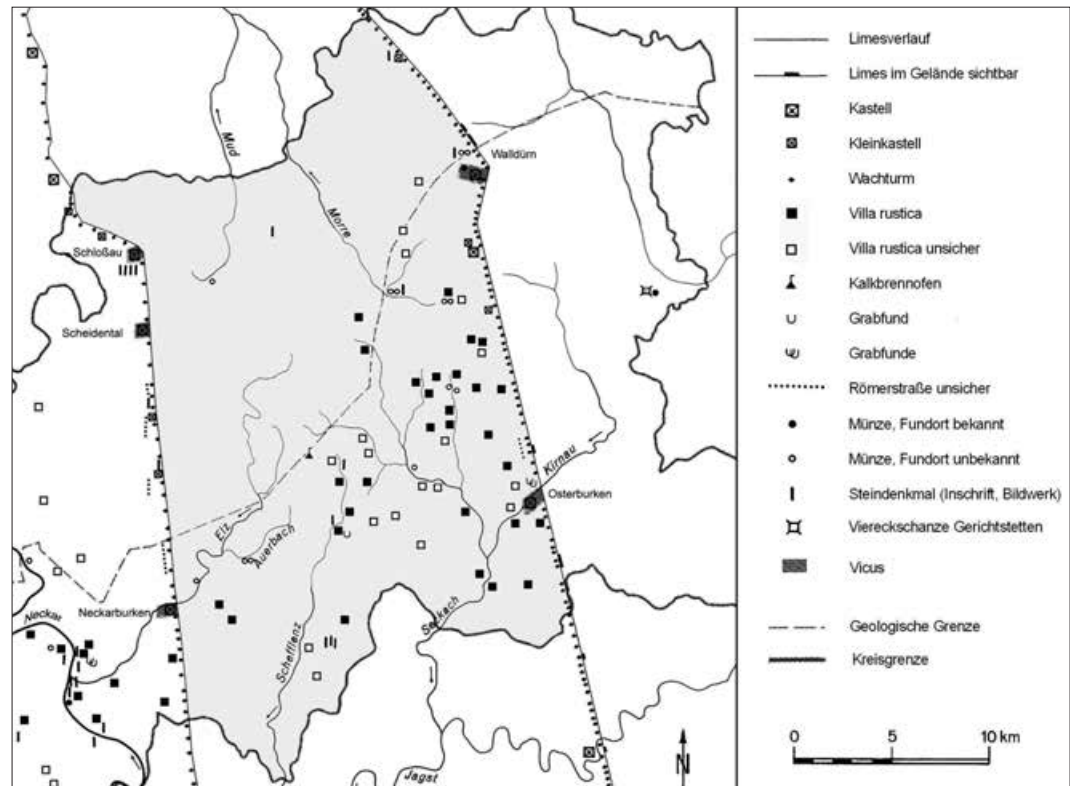 Mud
Walldürn
Morre
Schloßau
Scheidental
Kirnau
Osterburken
Elz
Auerbach
Neckarburken
Neckar
Seckach
Schefflenz
Jagst
N
Limesverlauf
Limes im Gelände sichtbar
Kastell
Kleinkastell
Wachturm
Villa rustica
Villa rustica unsicher
Kalkbrennofen
Grabfund
Grabfunde
Römerstraße unsicher
Münze, Fundort bekannt
Münze, Fundort unbekannt
Steindenkmal (Inschrift, Bildwerk)
Viereckschanze Gerichtstetten
Vicus
Geologische Grenze
Kreisgrenze
0 5 10 km